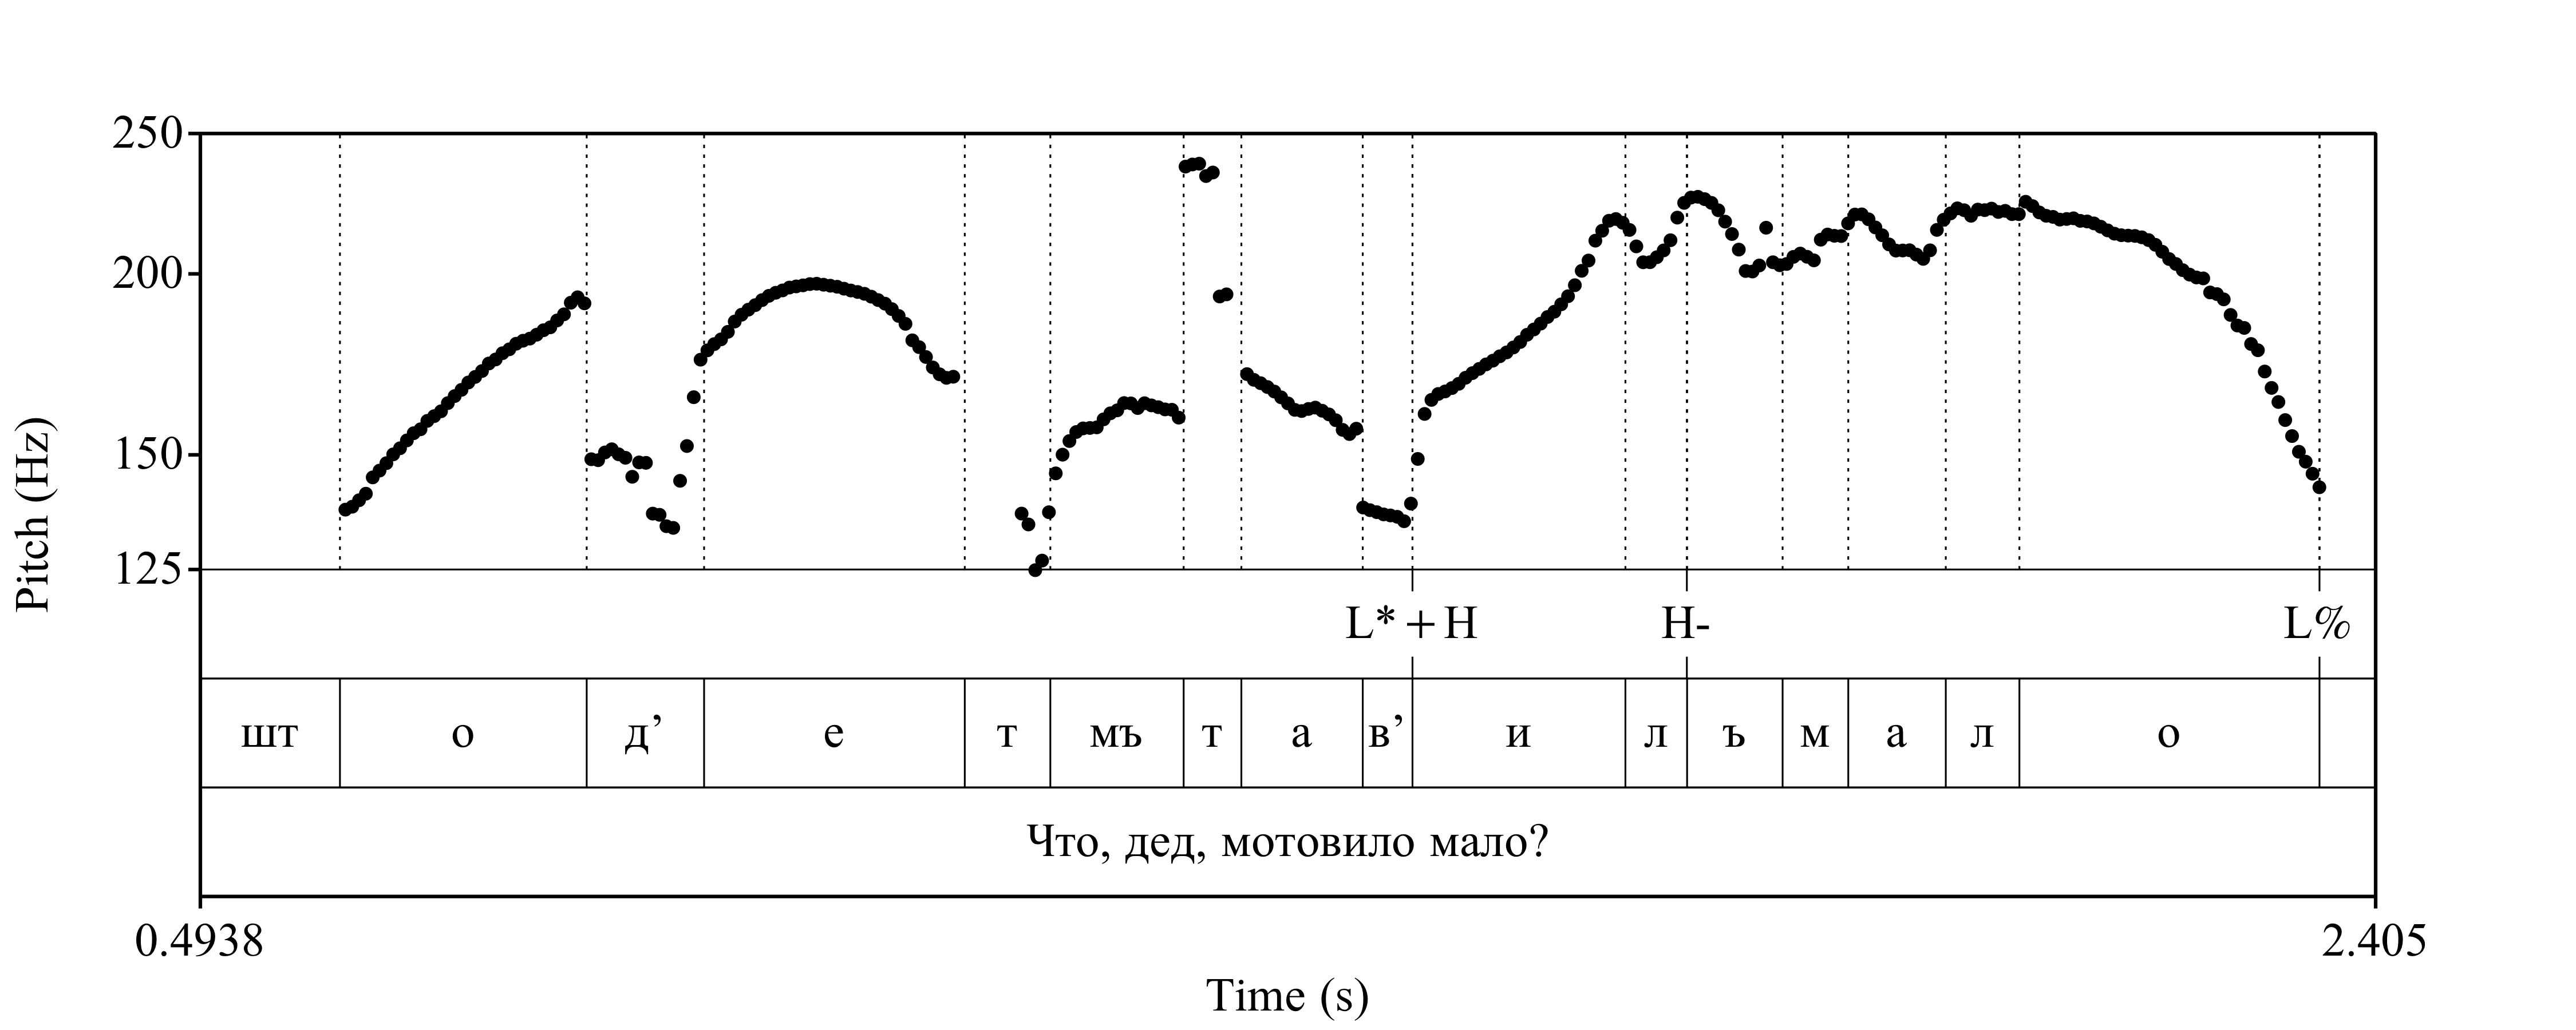 250
200
150
125
Pitch (Hz)
L* + H H- L%
шт о д’ е т мъ т а в’ и л ъ м а л о
Что, дед, мотовило мало?
0.4938 2.405
Time (s)